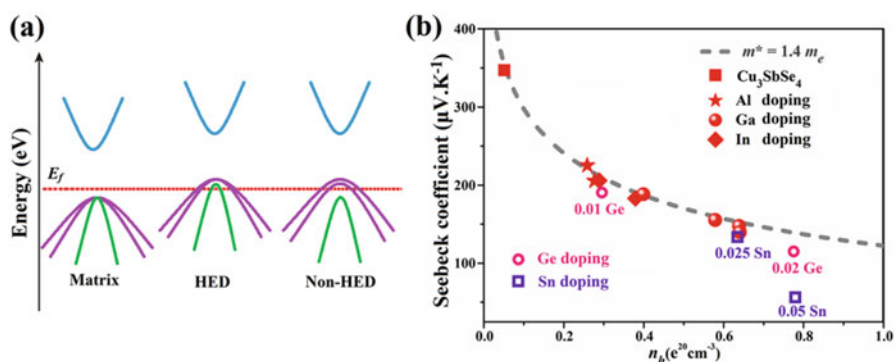 (a)
Energy (eV)
E_f
Matrix
HED
Non-HED
(b)
Seebeck coefficient (μV.K⁻¹)
400
300
200
100
m* = 1.4 mₑ
Cu₃SbSe₄
Al doping
Ga doping
In doping
0.01 Ge
0.025 Sn
0.02 Ge
0.05 Sn
Ge doping
Sn doping
0.0
0.2
0.4
0.6
0.8
1.0
n_h(e²⁰cm⁻³)